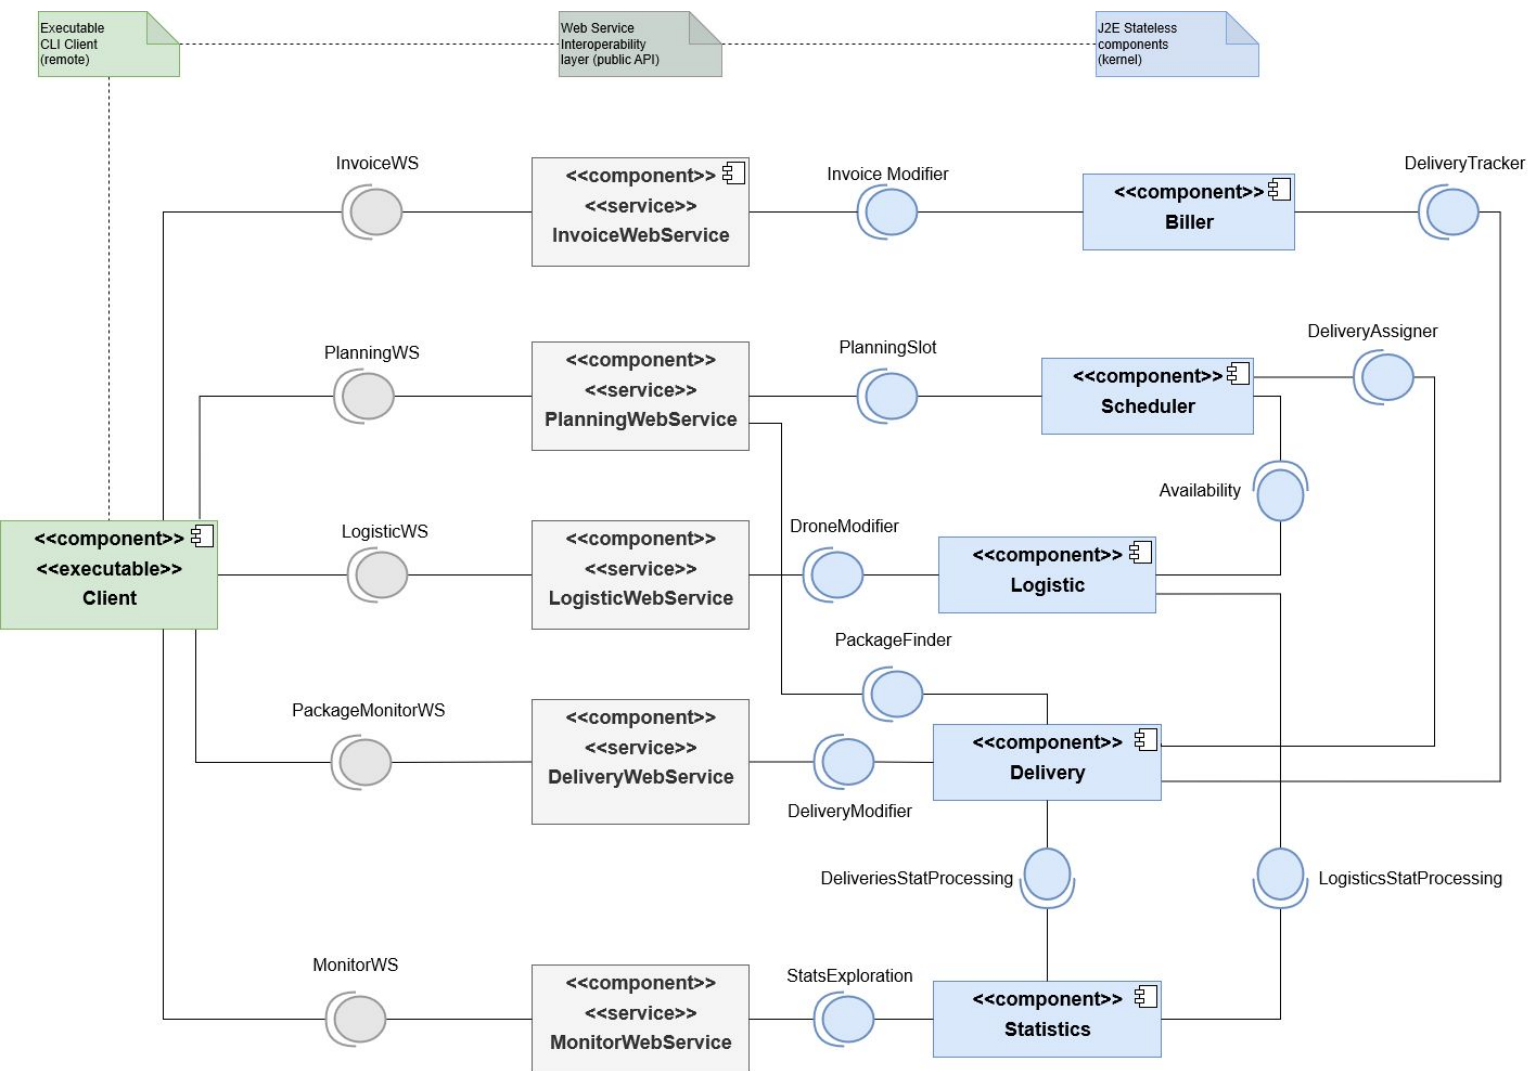 Executable
CLI Client
(remote)
Web Service
Interoperability
layer (public API)
J2E Stateless
components
(kernel)
InvoiceWS
<<component>>
<<service>>
InvoiceWebService
Invoice Modifier
<<component>>
Biller
DeliveryTracker
PlanningWS
<<component>>
<<service>>
PlanningWebService
PlanningSlot
<<component>>
Scheduler
DeliveryAssigner
Availability
<<component>>
<<executable>>
Client
LogisticWS
<<component>>
<<service>>
LogisticWebService
DroneModifier
<<component>>
Logistic
PackageFinder
PackageMonitorWS
<<component>>
<<service>>
DeliveryWebService
DeliveryModifier
<<component>>
Delivery
DeliveriesStatProcessing
LogisticsStatProcessing
MonitorWS
<<component>>
<<service>>
MonitorWebService
StatsExploration
<<component>>
Statistics